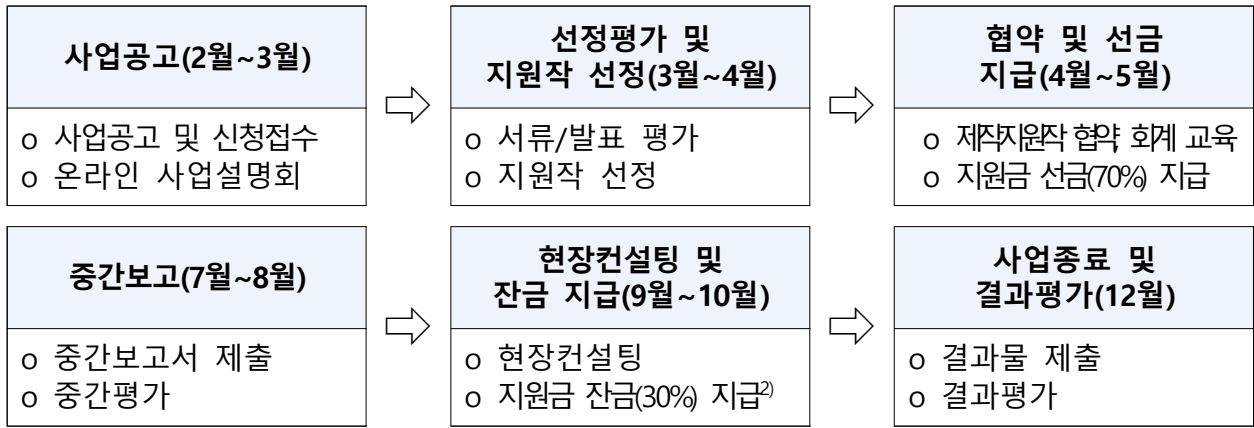 사업공고(2월~3월)
o 사업공고 및 신청접수
o 온라인 사업설명회
선정평가 및
지원작 선정(3월~4월)
o 서류/발표 평가
o 지원작 선정
협약 및 선금
지급(4월~5월)
o 제작지원작 협약, 회계 교육
o 지원금 선금(70%) 지급
중간보고(7월~8월)
o 중간보고서 제출
o 중간평가
현장컨설팅 및
잔금 지급(9월~10월)
o 현장컨설팅
o 지원금 잔금(30%) 지급2)
사업종료 및
결과평가(12월)
o 결과물 제출
o 결과평가